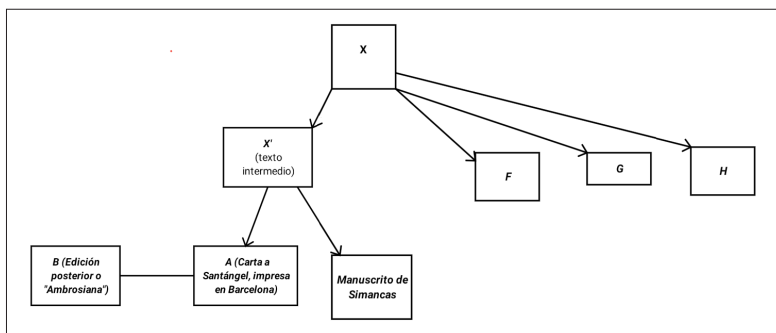 X
X'
(texto
intermedio)
F
G
H
B (Edición
posterior o
"Ambrosiana")
A (Carta a
Santángel, impresa
en Barcelona)
Manuscrito de
Simancas